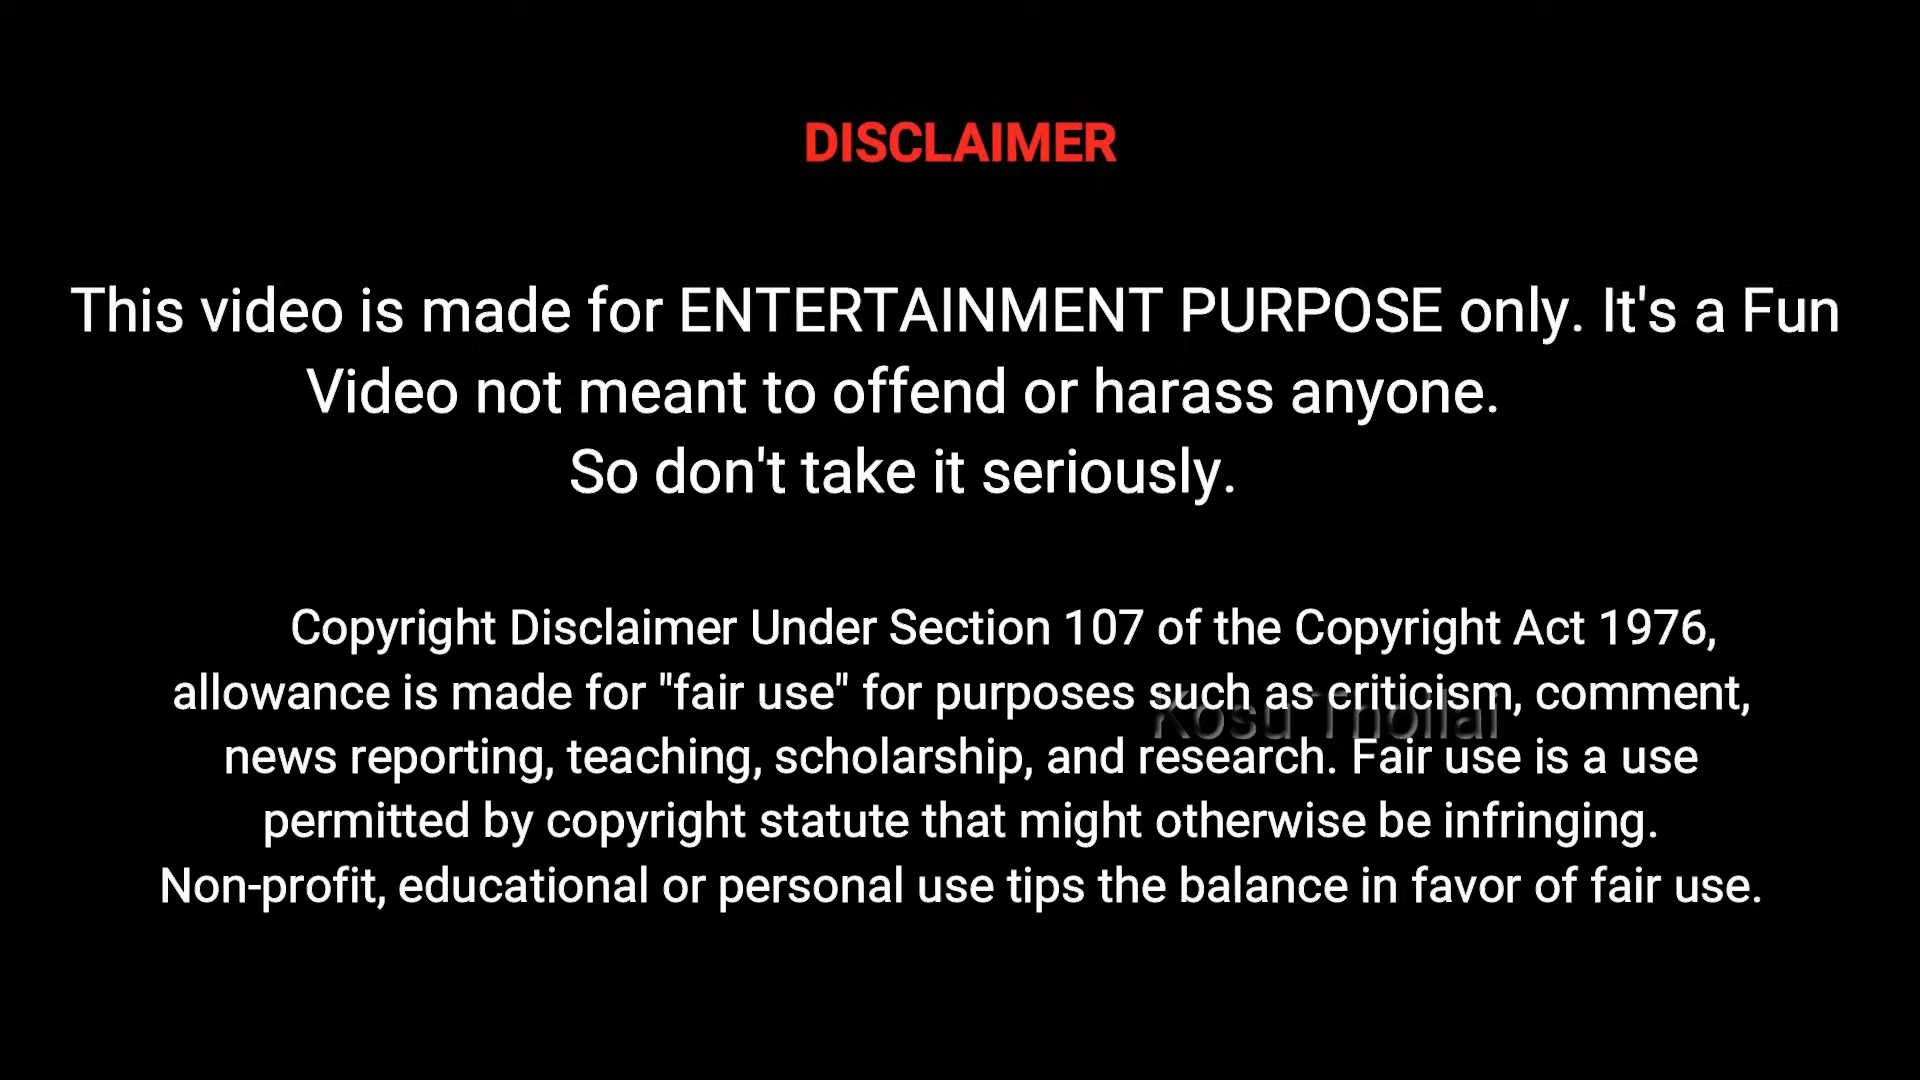 DISCLAIMER
This video is made for ENTERTAINMENT PURPOSE only. It's a Fun
Video not meant to offend or harass anyone.
So don't take it seriously.
Copyright Disclaimer Under Section 107 of the Copyright Act 1976,
allowance is made for "fair use" for purposes such as criticism, comment,
Kosu Thollai
news reporting, teaching, scholarship, and research. Fair use is a use
permitted by copyright statute that might otherwise be infringing.
Non-profit, educational or personal use tips the balance in favor of fair use.